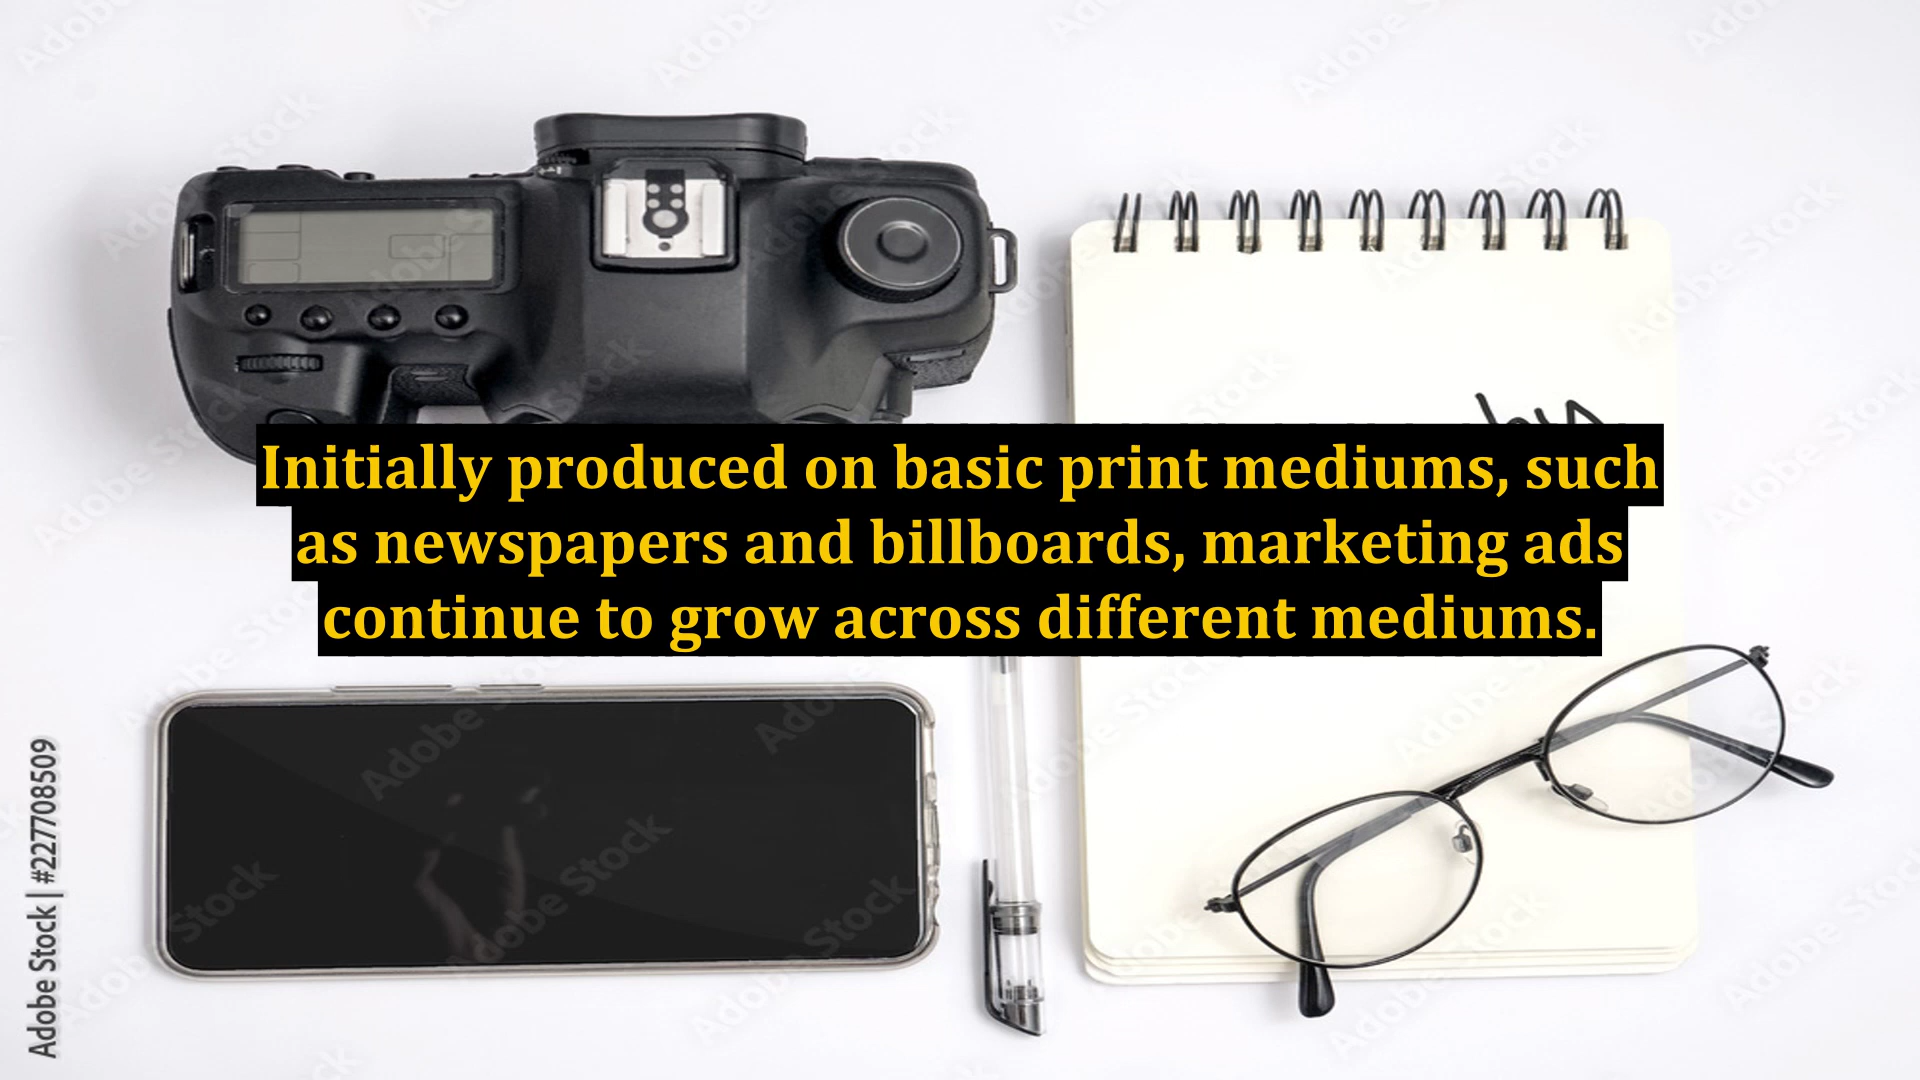 Initially produced on basic print mediums, such
as newspapers and billboards, marketing ads
continue to grow across different mediums.
Adobe Stock | #2277708509